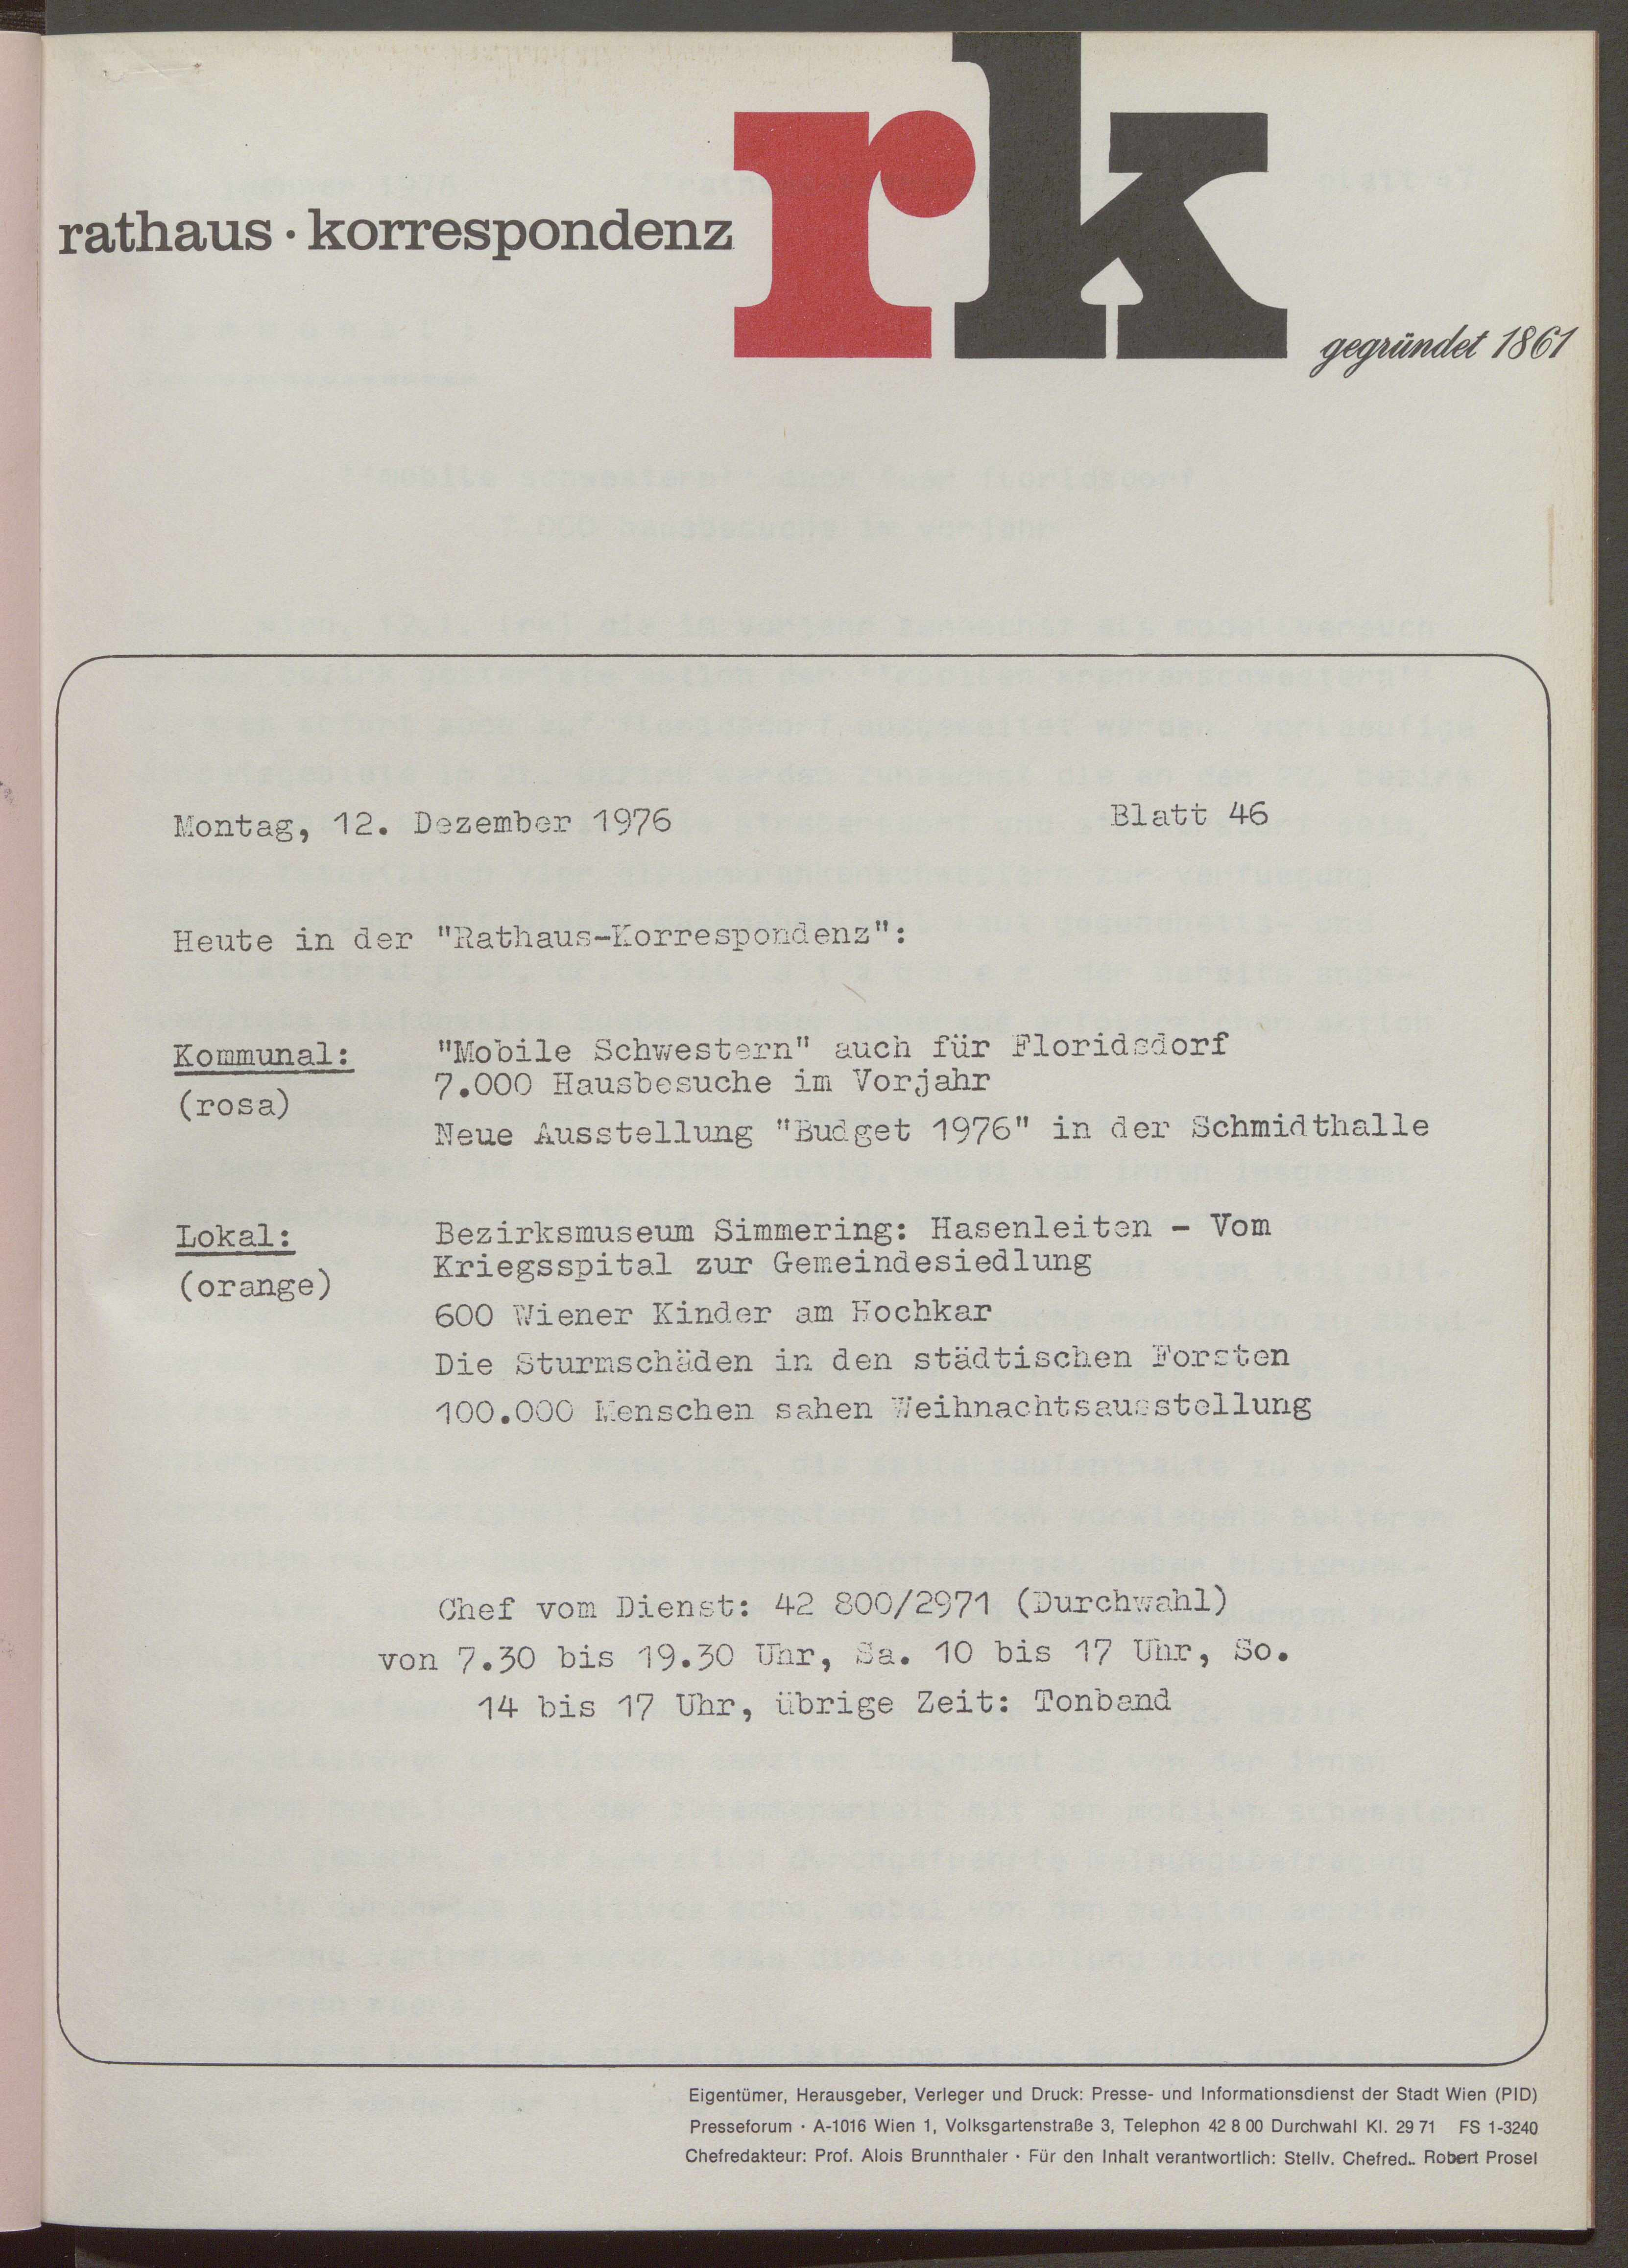 rathaus · korrespondenz
rk
gegründet 1861
Montag, 12. Dezember 1976 Blatt 46
Heute in der "Rathaus-Korrespondenz":
Kommunal: "Mobile Schwestern" auch für Floridsdorf
7.000 Hausbesuche im Vorjahr
(rosa)
Neue Ausstellung "Budget 1976" in der Schmidthalle
Lokal: Bezirksmuseum Simmering: Hasenleiten - Vom
Kriegsspital zur Gemeindesiedlung
(orange)
600 Wiener Kinder am Hochkar
Die Sturmschäden in den städtischen Forsten
100.000 Menschen sahen Weihnachtsausstellung
Chef vom Dienst: 42 800/2971 (Durchwahl)
von 7.30 bis 19.30 Uhr, Sa. 10 bis 17 Uhr, So.
14 bis 17 Uhr, übrige Zeit: Tonband
Eigentümer, Herausgeber, Verleger und Druck: Presse- und Informationsdienst der Stadt Wien (PID)
Presseforum · A-1016 Wien 1, Volksgartenstraße 3, Telephon 42 8 00 Durchwahl Kl. 29 71 FS 1-3240
Chefredakteur: Prof. Alois Brunnthaler · Für den Inhalt verantwortlich: Stellv. Chefred.. Robert Prosel